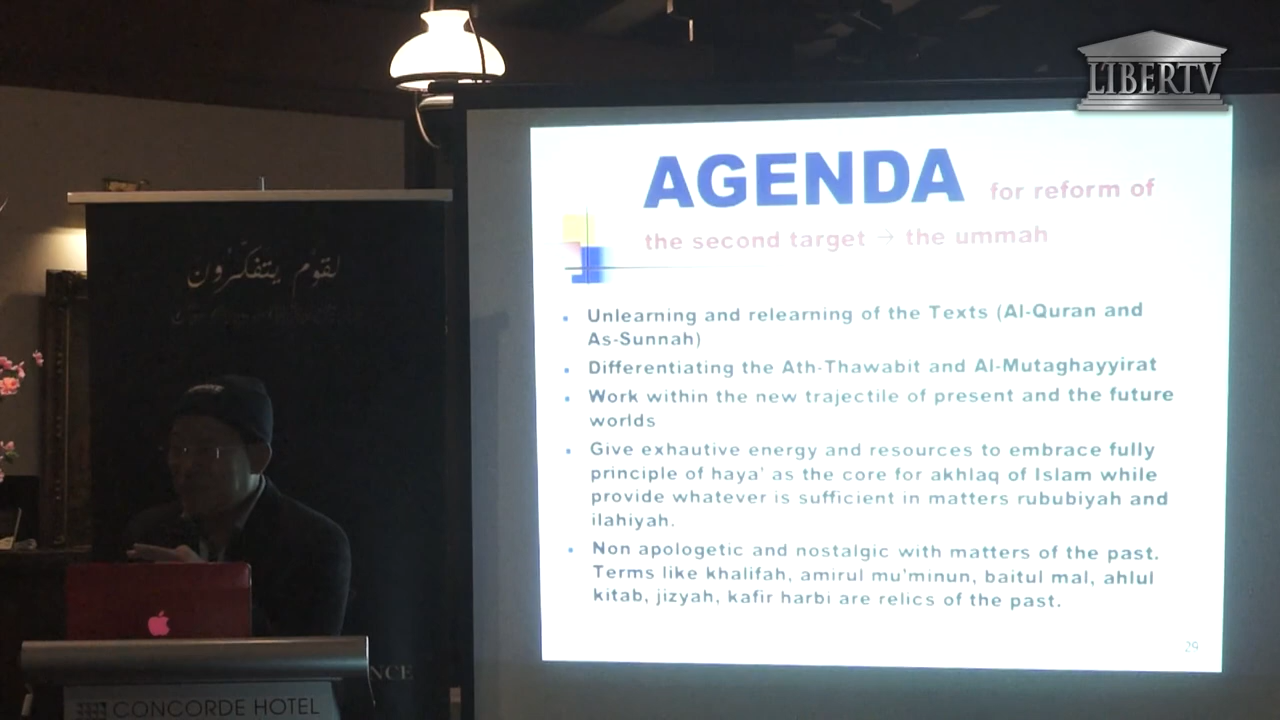 LIBERTV
AGENDA for reform of
the second target → the ummah
لقوم يتفكرون
• Unlearning and relearning of the Texts (Al-Quran and
As-Sunnah)
• Differentiating the Ath-Thawabit and Al-Mutaghayyirat
• Work within the new trajectile of present and the future
worlds
• Give exhautive energy and resources to embrace fully
principle of haya' as the core for akhlaq of Islam while
provide whatever is sufficient in matters rububiyah and
ilahiyah.
• Non apologetic and nostalgic with matters of the past.
Terms like khalifah, amirul mu'minun, baitul mal, ahlul
kitab, jizyah, kafir harbi are relics of the past.
29
NCE
CONCORDE HOTEL